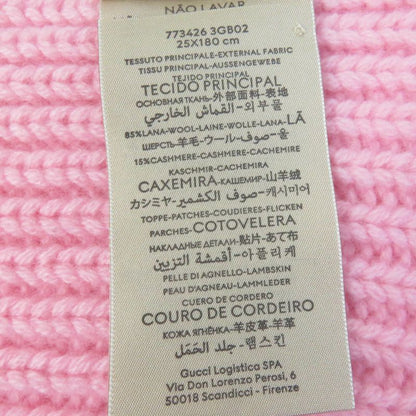 NÃO LAVAR
773426 3GB02
25X180 cm
TESSUTO PRINCIPALE-EXTERNAL FABRIC
TISSU PRINCIPAL-AUSSENGEWEBE
TEJIDO PRINCIPAL
TECIDO PRINCIPAL
ОСНОВНАЯ ТКАНЬ-外部面料-表地
القماش الخارجي-외부물
85%LANA-WOOL-LAINE-WOLLE-LANA-LÃ
ШЕРСТЬ-羊毛-ウール-صوف-울
15%CASHMERE-CASHMERE-CACHEMIRE
KASCHMIR-CACHEMIRA
CAXEMIRA-КАШЕМИР-山羊绒
カシミヤ-صوف الكشمير-캐시미어
TOPPE-PATCHES-COUDIERES-FLICKEN
PARCHES-COTOVELERA
НАКЛАДНЫЕ ДЕТАЛИ-貼片-あて布
أقمشة التزيين-아플리케
PELLE DI AGNELLO-LAMBSKIN
PEAU D'AGNEAU-LAMMLEDER
CUERO DE CORDERO
COURO DE CORDEIRO
КОЖА ЯГНЁНКА-羊皮革-羊革
جلد الحَمَل-램스킨
Gucci Logistica SPA
Via Don Lorenzo Perosi, 6
50018 Scandicci - Firenze